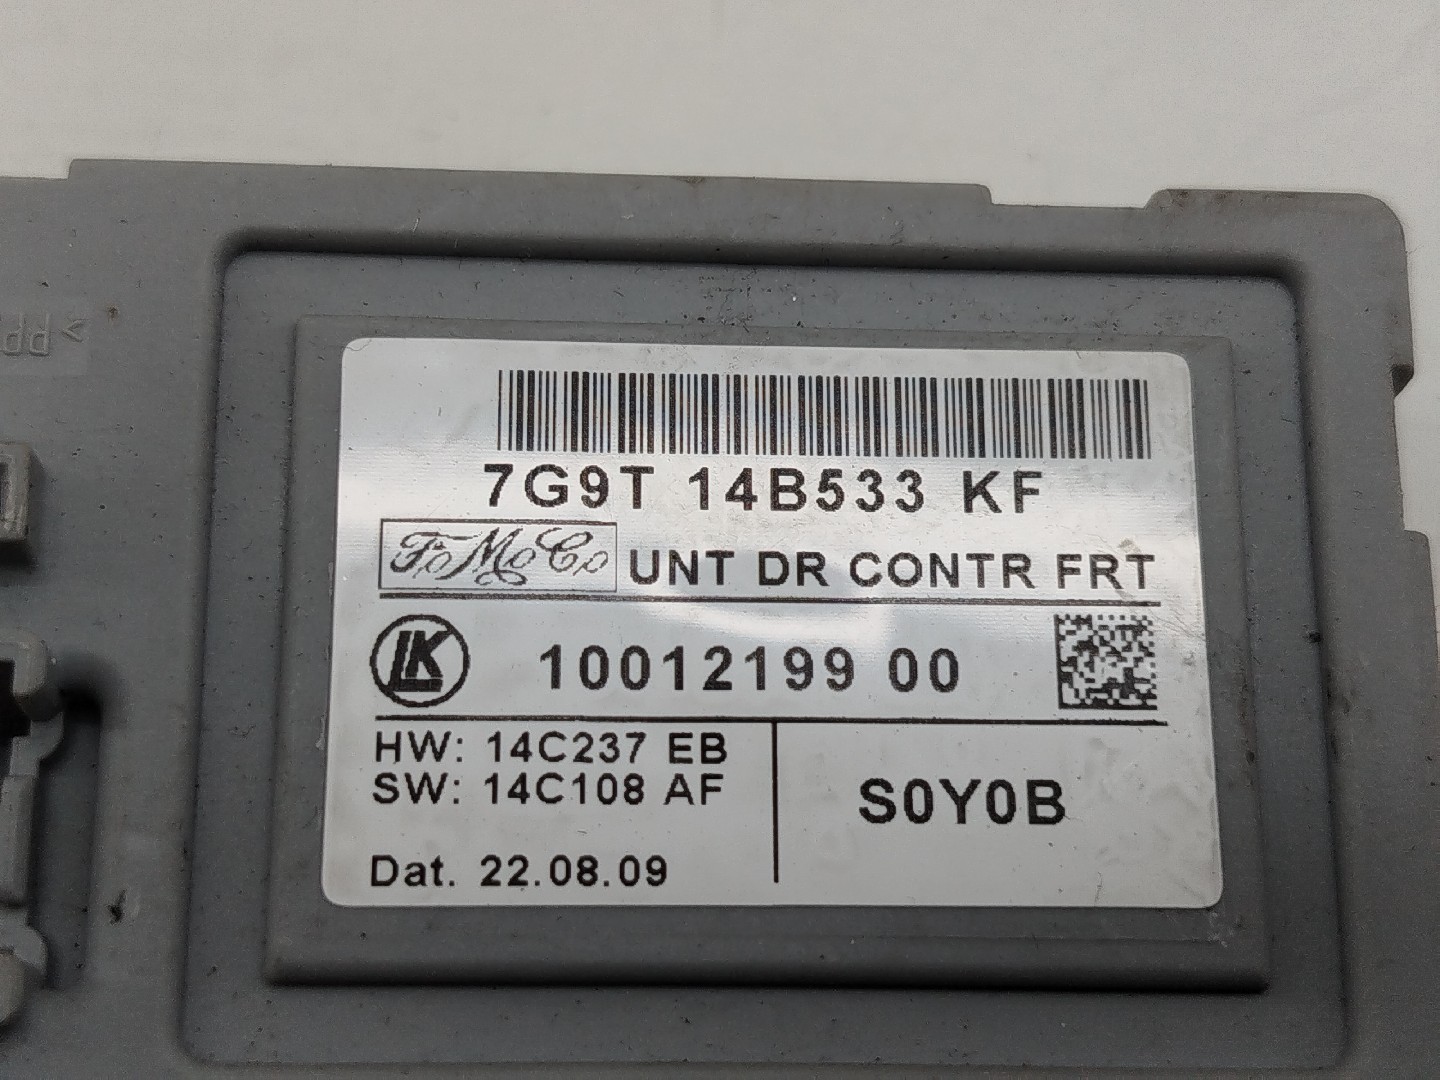 7G9T 14B533 KF
FoMoCo UNT DR CONTR FRT
LK 10012199 00
HW: 14C237 EB
SW: 14C108 AF
S0Y0B
Dat. 22.08.09
>PP